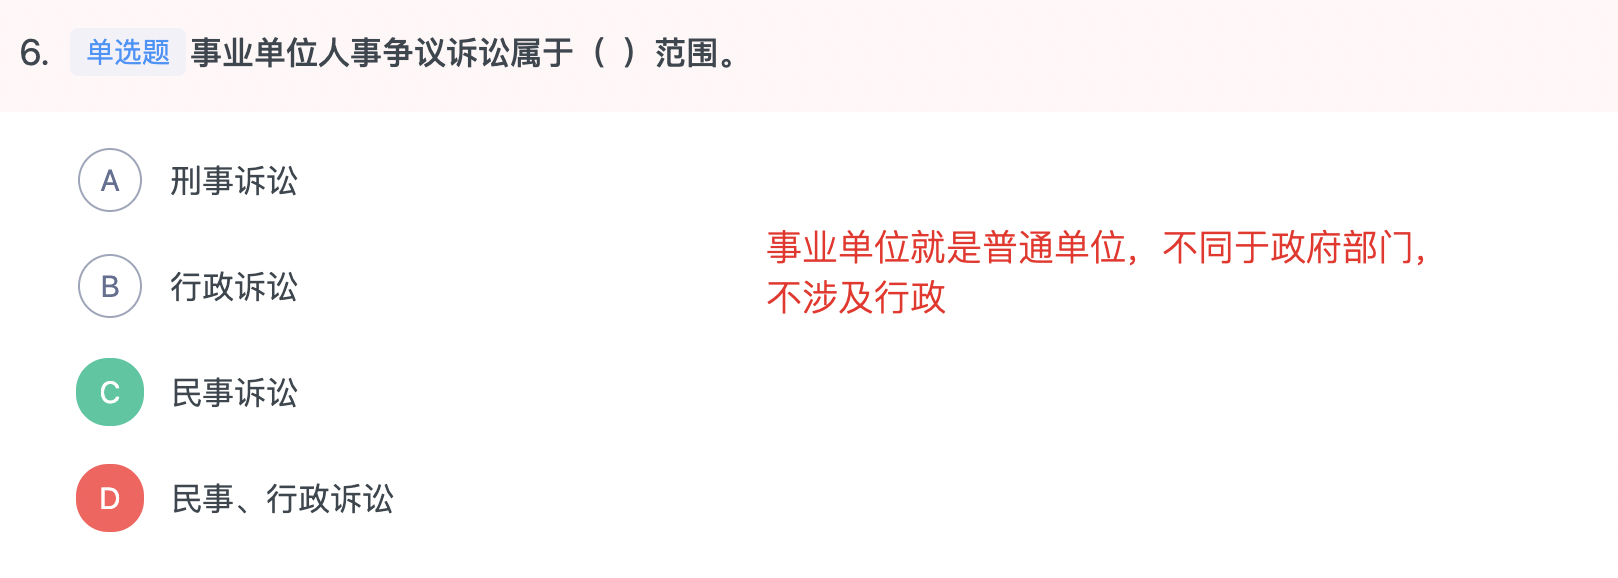 6. 单选题 事业单位人事争议诉讼属于（ ）范围。
A 刑事诉讼
事业单位就是普通单位，不同于政府部门，
B 行政诉讼
不涉及行政
C 民事诉讼
D 民事、行政诉讼